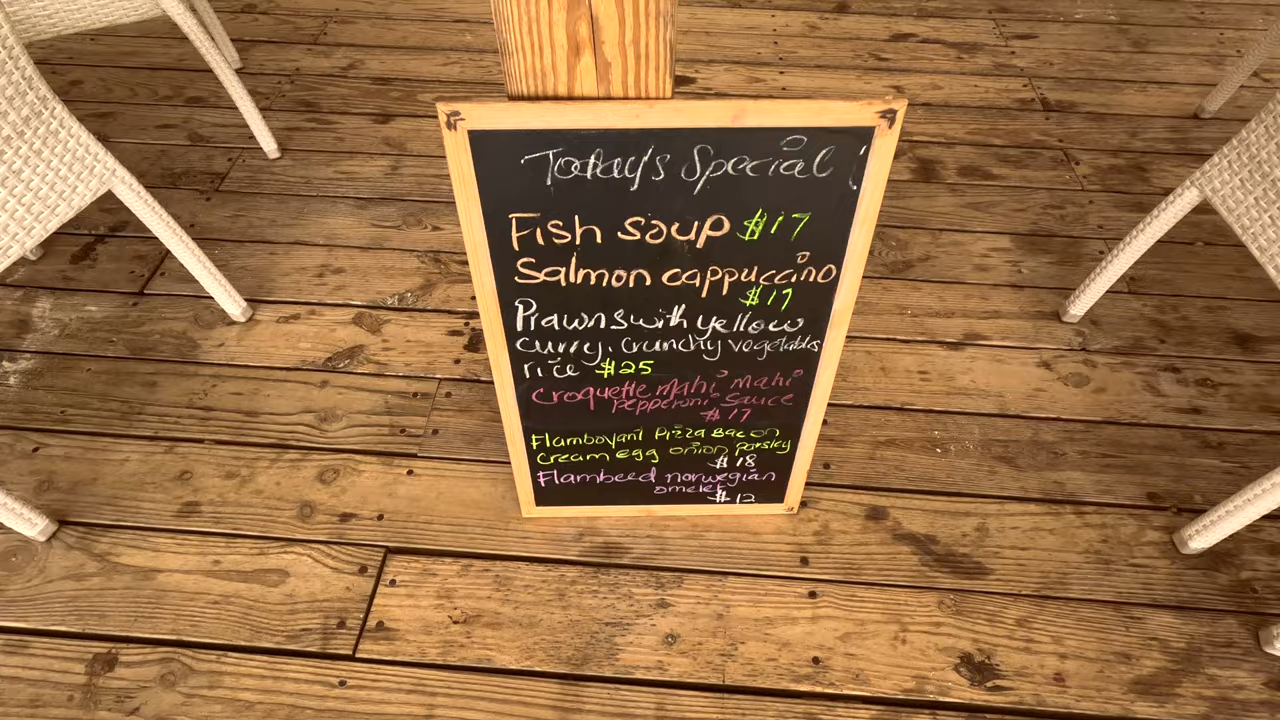 Today's Special !
Fish soup $17
Salmon cappuccino
$17
Prawns with yellow
curry. crunchy vegetables
rice $25
Croquette Mahi Mahi
Pepperoni Sauce
$17
Flamboyant Pizza Bacon
Cream egg onion Parsley
$18
Flambeed norwegian
omelet
$12